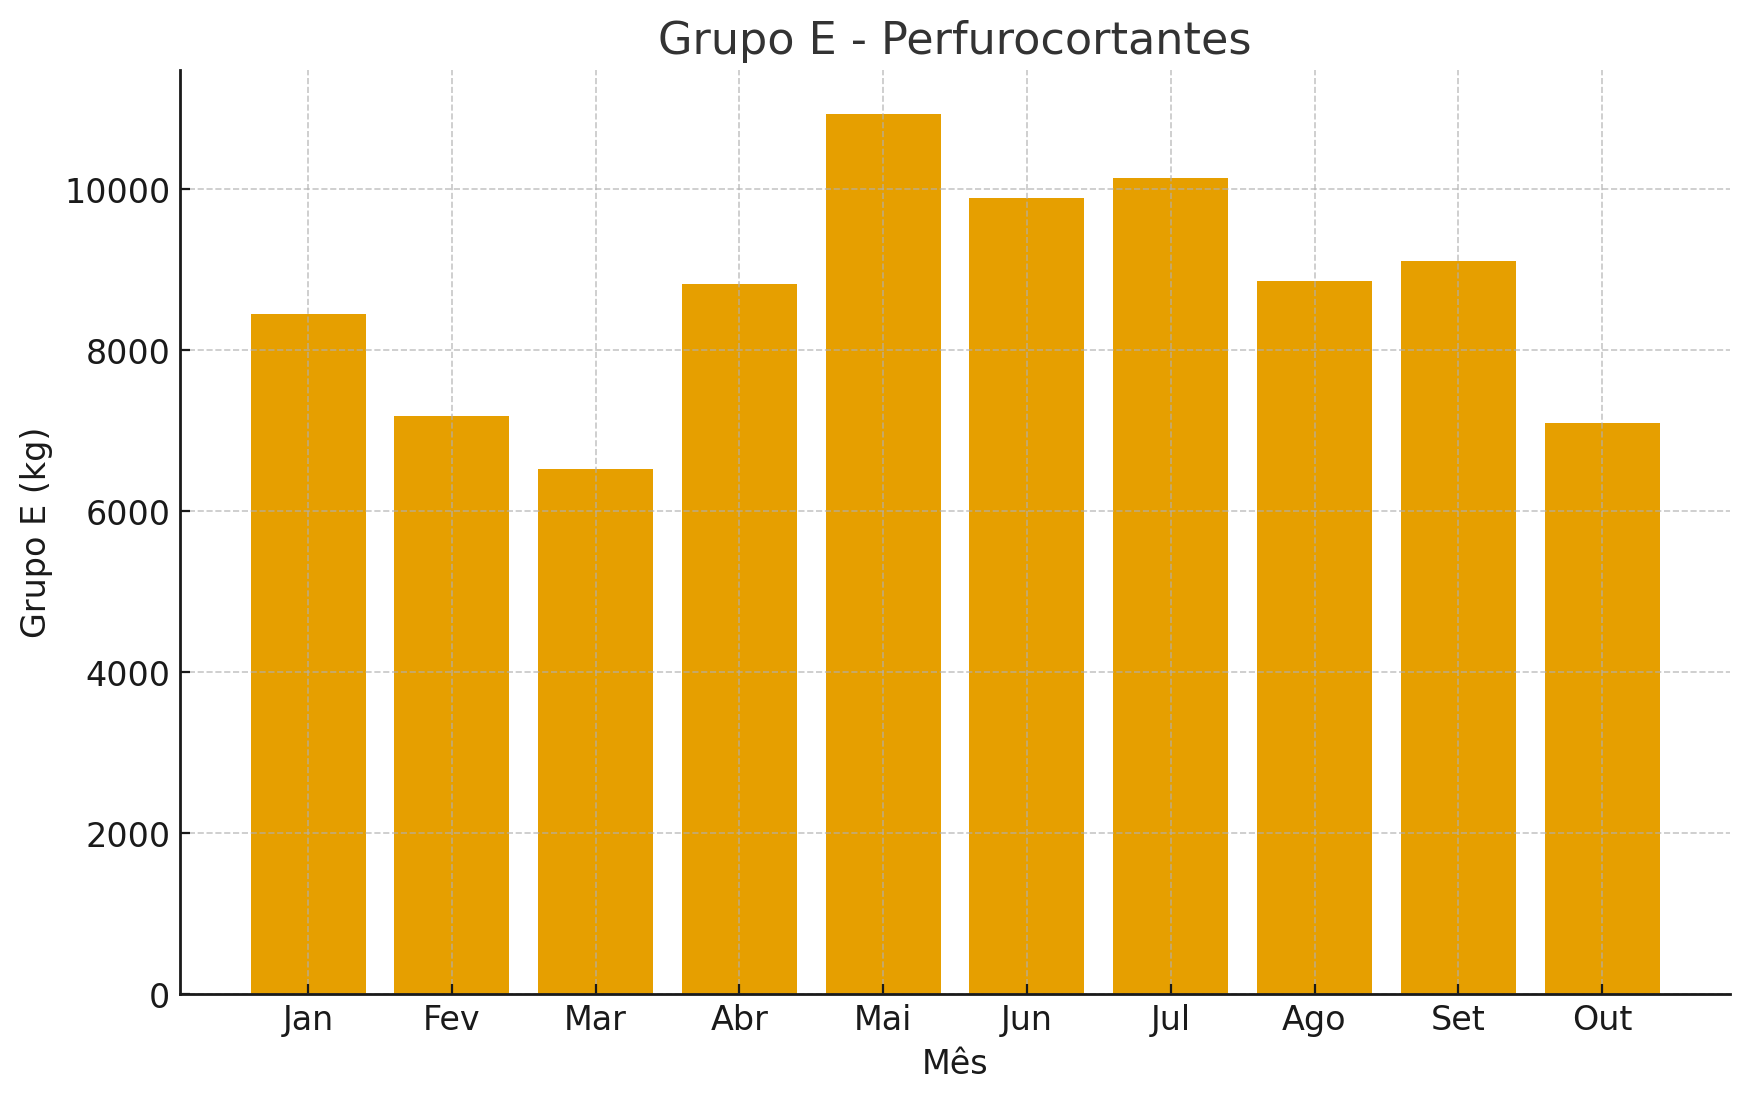 Grupo E - Perfurocortantes
Grupo E (kg)
10000
8000
6000
4000
2000
0
Jan Fev Mar Abr Mai Jun Jul Ago Set Out
Mês